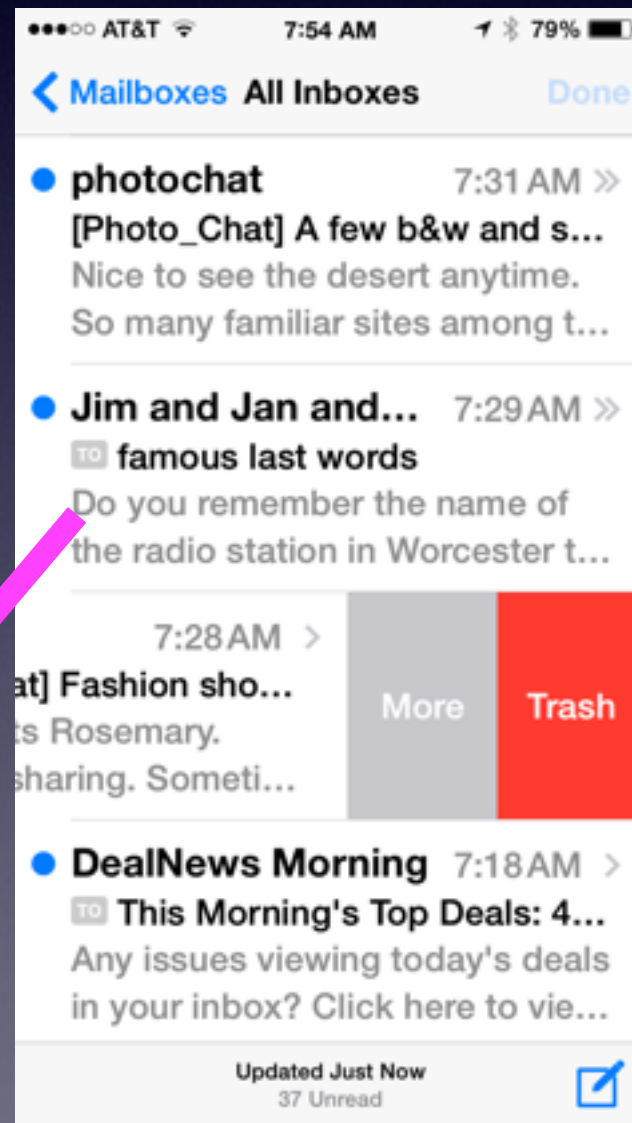 AT&T 7:54 AM 79%
Mailboxes All Inboxes Done
photochat 7:31 AM
[Photo_Chat] A few b&w and s...
Nice to see the desert anytime.
So many familiar sites among t...
Jim and Jan and... 7:29 AM
TO famous last words
Do you remember the name of
the radio station in Worcester t...
7:28 AM
at] Fashion sho...
ts Rosemary.
sharing. Someti...
More Trash
DealNews Morning 7:18 AM
TO This Morning's Top Deals: 4...
Any issues viewing today's deals
in your inbox? Click here to vie...
Updated Just Now
37 Unread